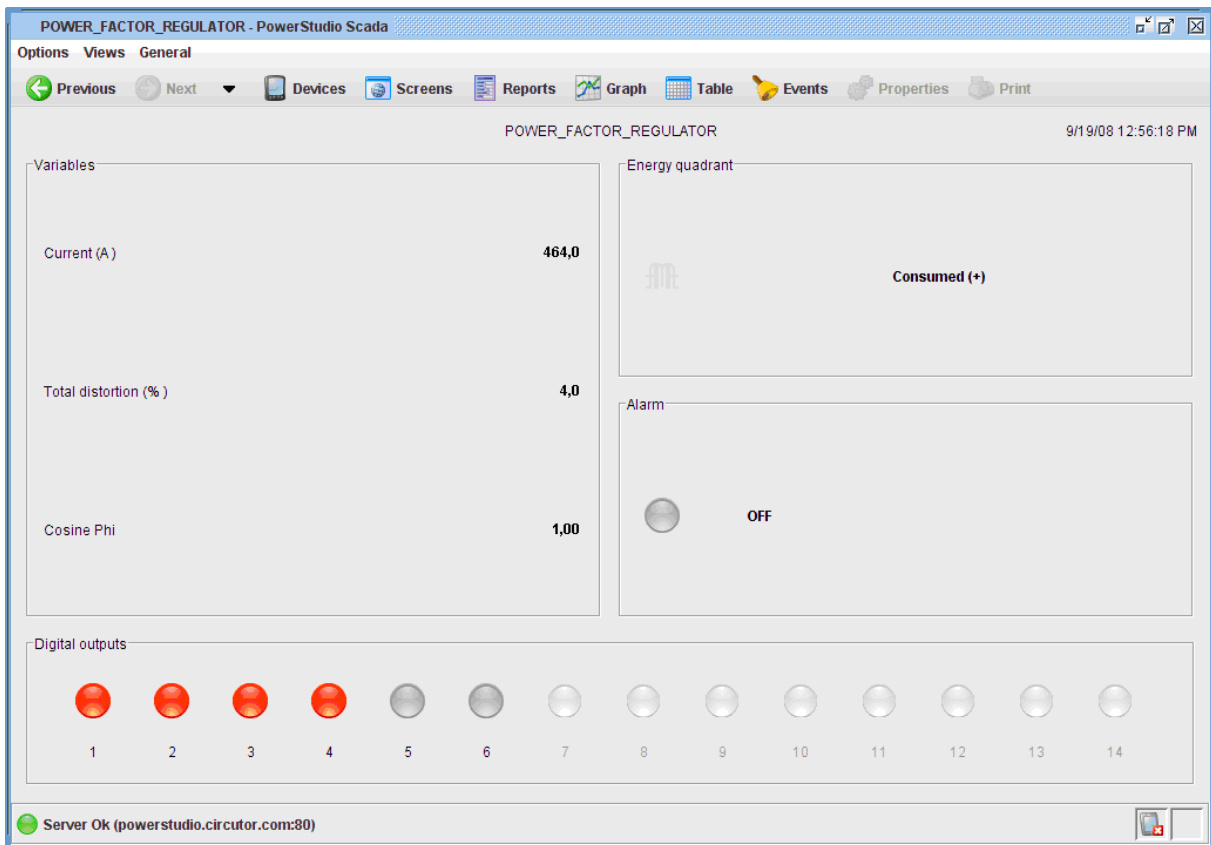 POWER_FACTOR_REGULATOR - PowerStudio Scada
Options Views General
Previous Next Devices Screens Reports Graph Table Events Properties Print
POWER_FACTOR_REGULATOR 9/19/08 12:56:18 PM
Variables
Current (A ) 464,0
Total distortion (% ) 4,0
Cosine Phi 1,00
Energy quadrant
Consumed (+)
Alarm
OFF
Digital outputs
1 2 3 4 5 6 7 8 9 10 11 12 13 14
Server Ok (powerstudio.circutor.com:80)